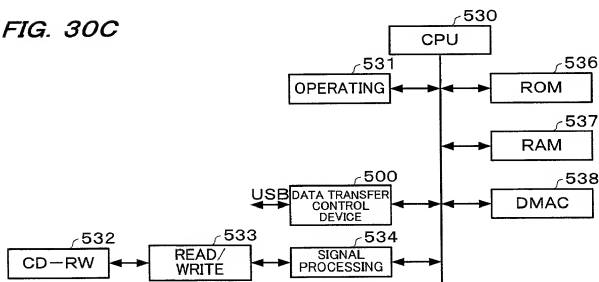 FIG. 30C
530
CPU
531
OPERATING
536
ROM
537
RAM
500
USB
DATA TRANSFER
CONTROL
DEVICE
538
DMAC
532
CD-RW
533
READ/
WRITE
534
SIGNAL
PROCESSING